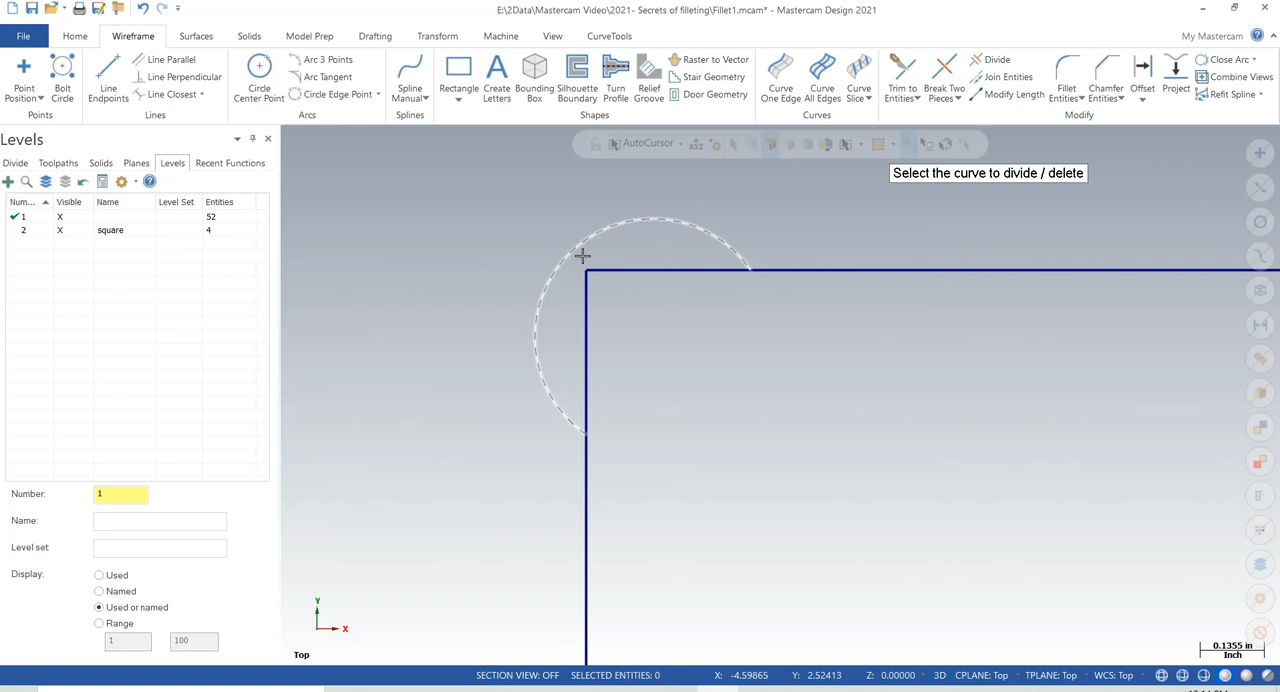 E:\2Data\Mastercam Video\2021- Secrets of filleting\Fillet1.mcam* - Mastercam Design 2021
File Home Wireframe Surfaces Solids Model Prep Drafting Transform Machine View CurveTools My Mastercam
Point Position
Bolt Circle
Points
Line Endpoints
Line Parallel
Line Perpendicular
Line Closest
Lines
Circle Center Point
Arc 3 Points
Arc Tangent
Circle Edge Point
Arcs
Spline Manual
Splines
Rectangle
Create Letters
Bounding Box
Silhouette Boundary
Turn Profile
Relief Groove
Raster to Vector
Stair Geometry
Door Geometry
Shapes
Curve One Edge
Curve All Edges
Curve Slice
Curves
Trim to Entities
Break Two Pieces
Divide
Join Entities
Modify Length
Fillet Entities
Chamfer Entities
Offset
Project
Close Arc
Combine Views
Refit Spline
Modify
Levels
Divide Toolpaths Solids Planes Levels Recent Functions
Num... Visible Name Level Set Entities
1 X 52
2 X square 4
Number: 1
Name:
Level set:
Display: Used
Named
Used or named
Range
1 100
AutoCursor
Select the curve to divide / delete
Y
X
Top
0.1355 in
Inch
SECTION VIEW: OFF SELECTED ENTITIES: 0 X: -4.59865 Y: 2.52413 Z: 0.00000 3D CPLANE: Top TPLANE: Top WCS: Top